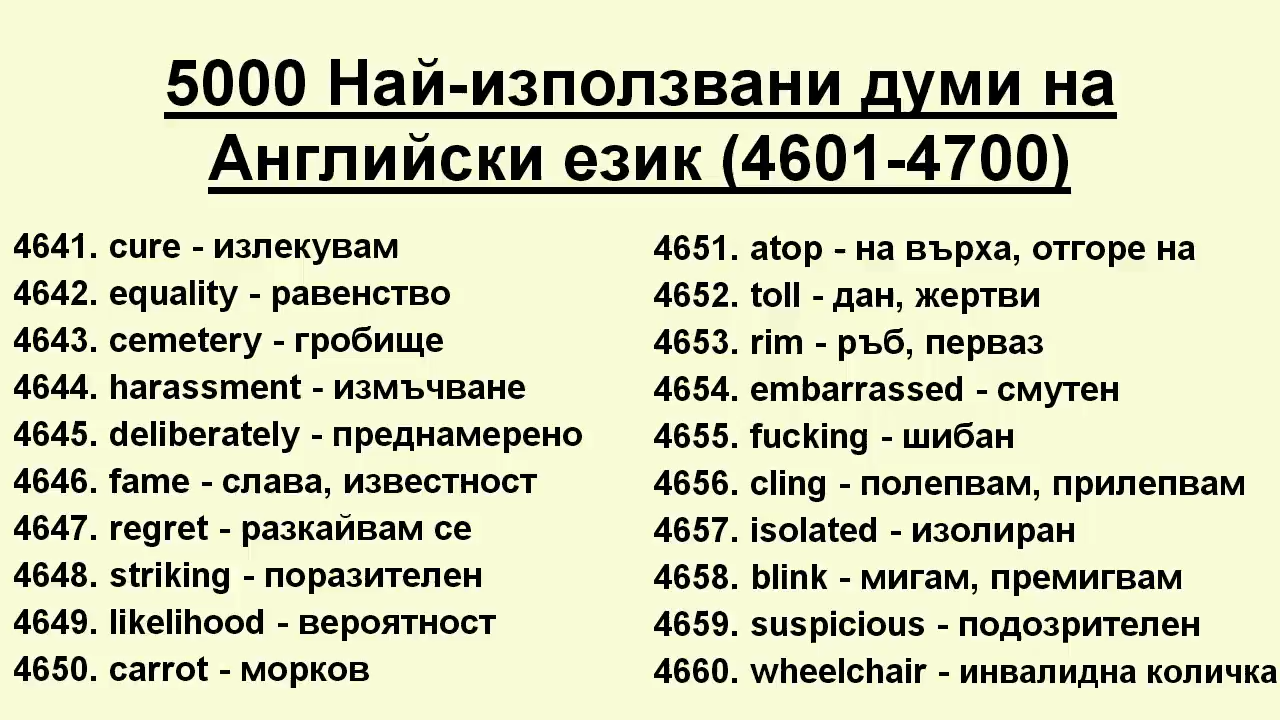 5000 Най-използвани думи на
Английски език (4601-4700)
4641. cure - излекувам
4642. equality - равенство
4643. cemetery - гробище
4644. harassment - измъчване
4645. deliberately - преднамерено
4646. fame - слава, известност
4647. regret - разкайвам се
4648. striking - поразителен
4649. likelihood - вероятност
4650. carrot - морков
4651. atop - на върха, отгоре на
4652. toll - дан, жертви
4653. rim - ръб, перваз
4654. embarrassed - смутен
4655. fucking - шибан
4656. cling - полепвам, прилепвам
4657. isolated - изолиран
4658. blink - мигам, премигвам
4659. suspicious - подозрителен
4660. wheelchair - инвалидна количка